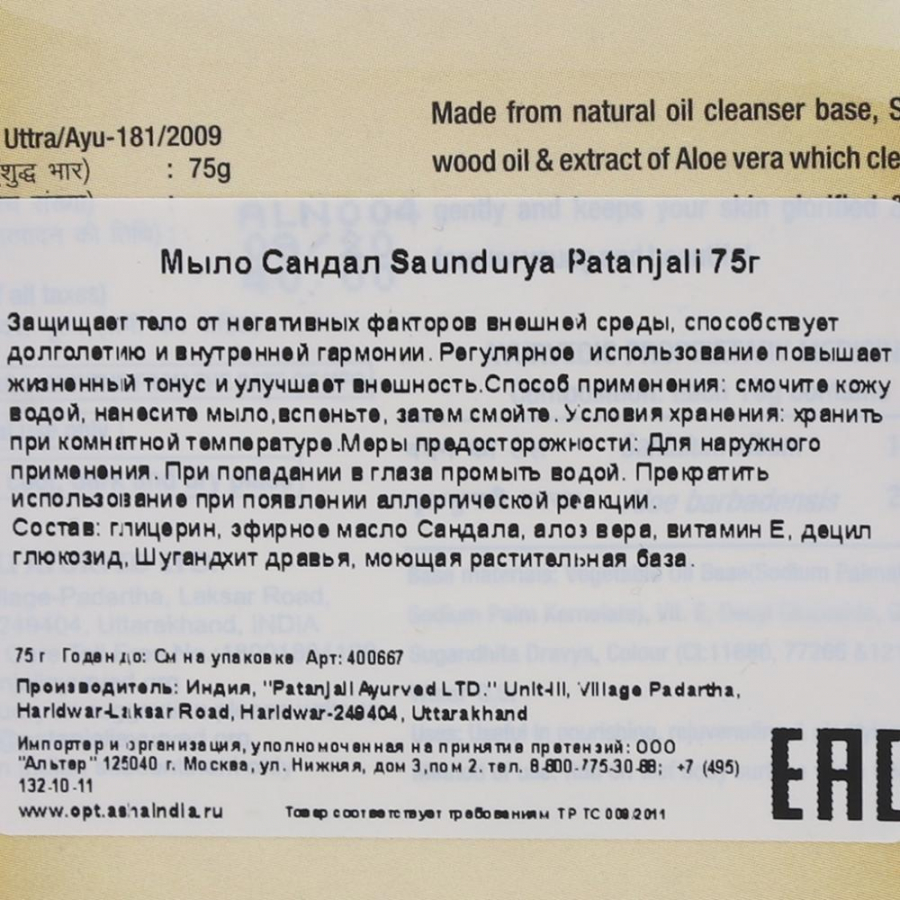 Uttra/Ayu-181/2009
(शुद्ध भार) : 75g
Made from natural oil cleanser base, S
wood oil & extract of Aloe vera which cle
gently and keeps your skin glorified
Мыло Сандал Saundurya Patanjali 75г
Защищает тело от негативных факторов внешней среды, способствует
долголетию и внутренней гармонии. Регулярное использование повышает
жизненный тонус и улучшает внешность.Способ применения: смочите кожу
водой, нанесите мыло,вспеньте, затем смойте. Условия хранения: хранить
при комнатной температуре.Меры предосторожности: Для наружного
применения. При попадании в глаза промыть водой. Прекратить
использование при появлении аллергической реакции.
Состав: глицерин, эфирное масло Сандала, алоэ вера, витамин Е, децил
глюкозид, Шугандхит дравья, моющая растительная база.
75 г Годен до: См на упаковке Арт: 400667
Производитель: Индия, "Patanjali Ayurved LTD." Unit-III, Village Padartha,
Haridwar-Laksar Road, Haridwar-249404, Uttarakhand
Импортер и организация, уполномоченная на принятие претензий: ООО
"Альтер" 125040 г. Москва, ул. Нижняя, дом 3,пом 2. тел. 8-800-775-30-88; +7 (495)
132-10-11
www.opt.ashaindia.ru Товар соответствует требованиям ТР ТС 009/2011
EAC